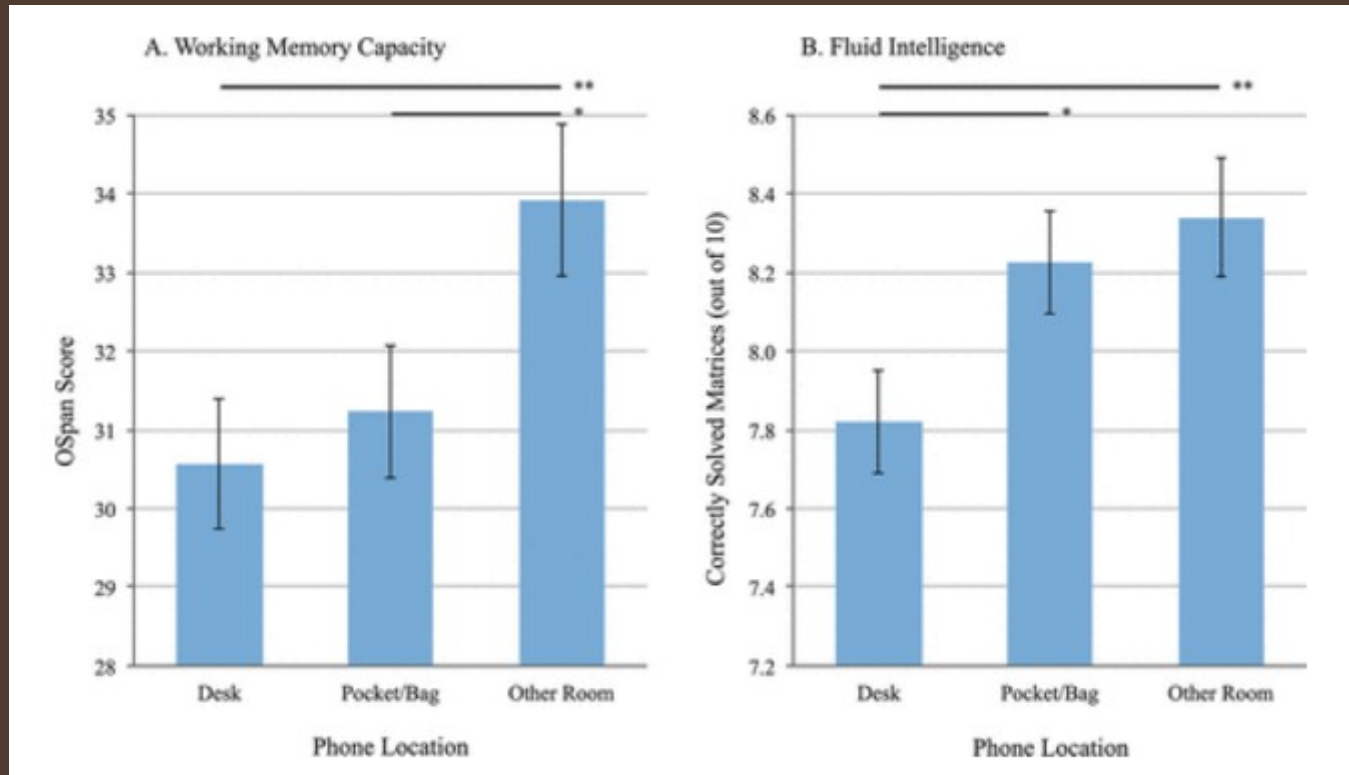 A. Working Memory Capacity
**
*
35
34
33
32
31
30
29
28
OSpan Score
Desk Pocket/Bag Other Room
Phone Location
B. Fluid Intelligence
**
*
8.6
8.4
8.2
8.0
7.8
7.6
7.4
7.2
Correctly Solved Matrices (out of 10)
Desk Pocket/Bag Other Room
Phone Location